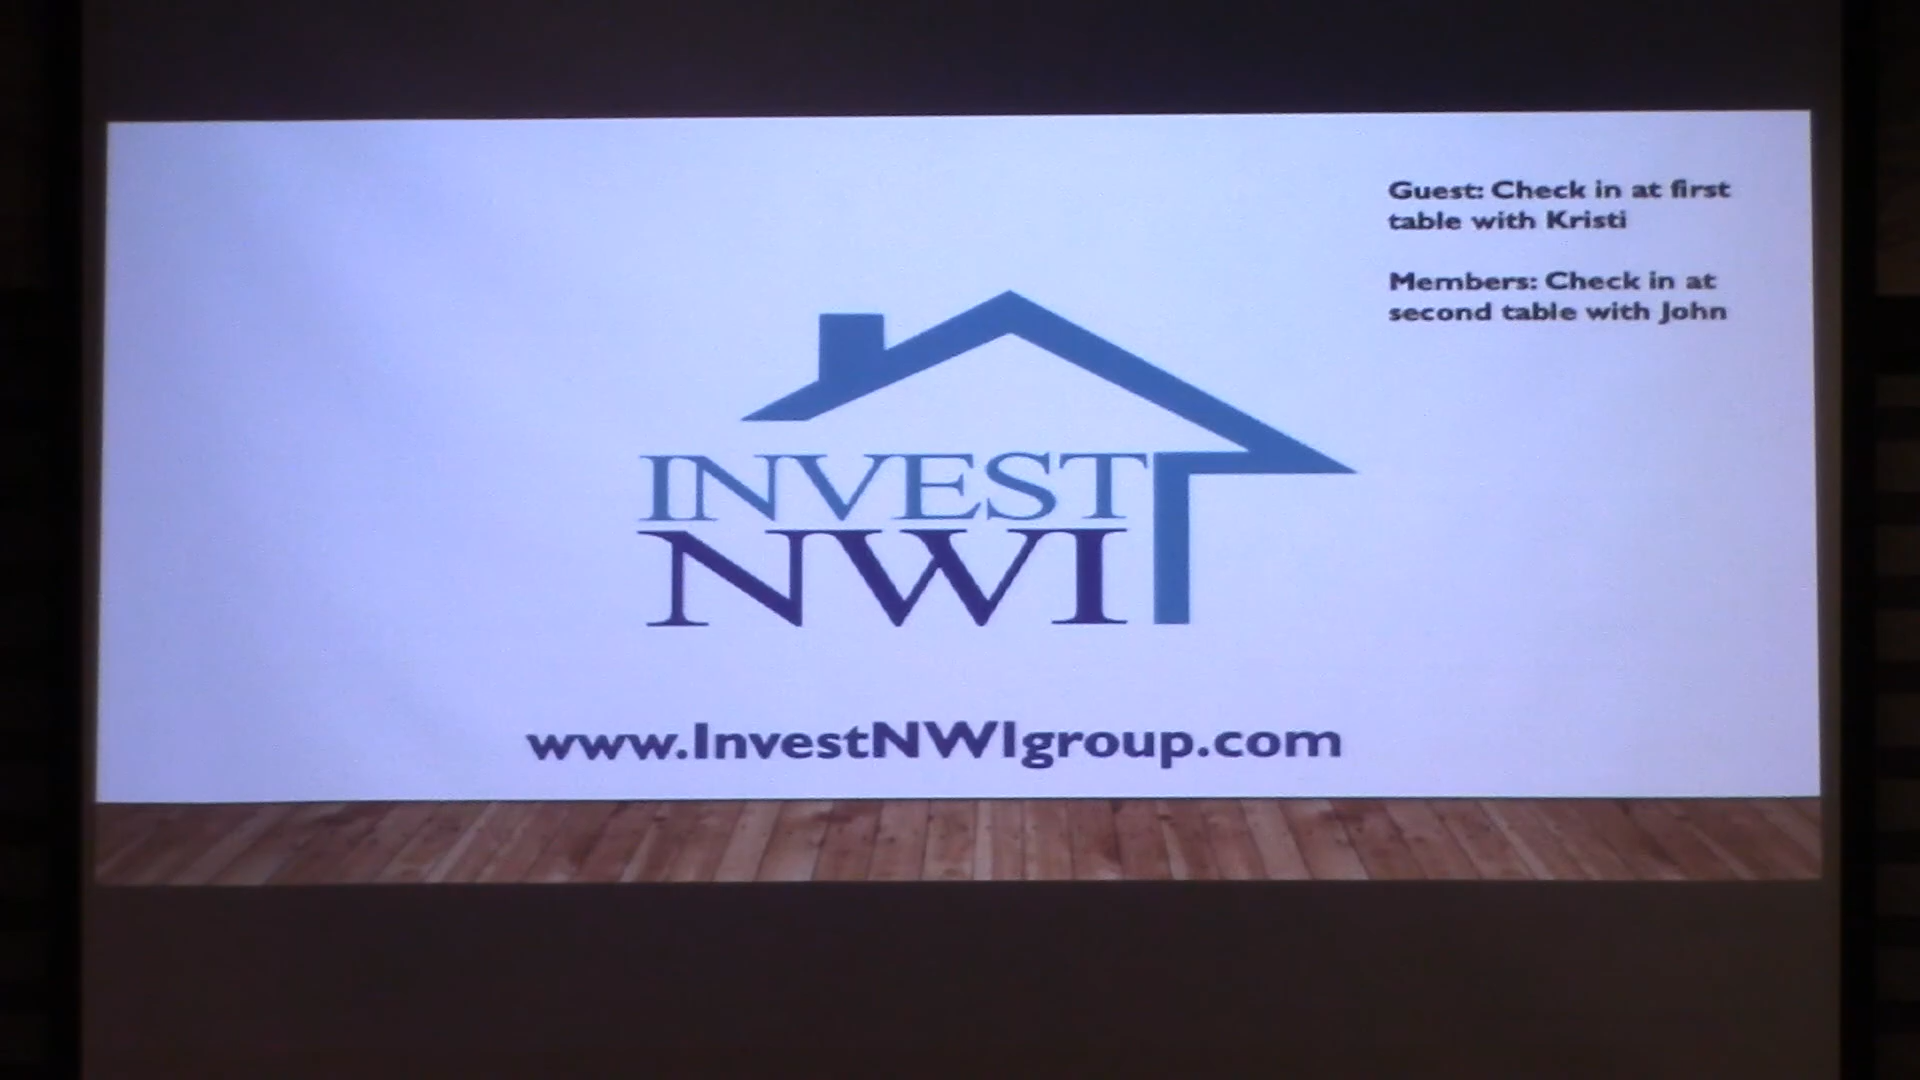 Guest: Check in at first
table with Kristi
Members: Check in at
second table with John
INVEST
NWI
www.InvestNWIgroup.com